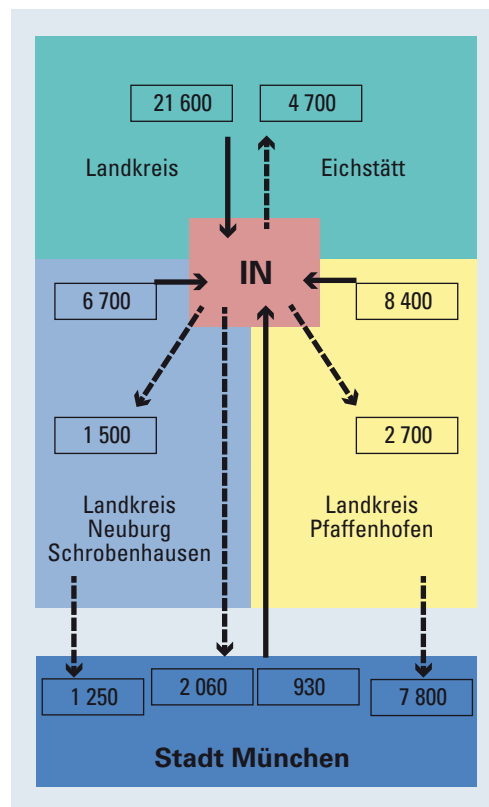 21 600
4 700
Landkreis
Eichstätt
IN
6 700
8 400
1 500
2 700
Landkreis
Neuburg
Schrobenhausen
Landkreis
Pfaffenhofen
1 250
2 060
930
7 800
Stadt München